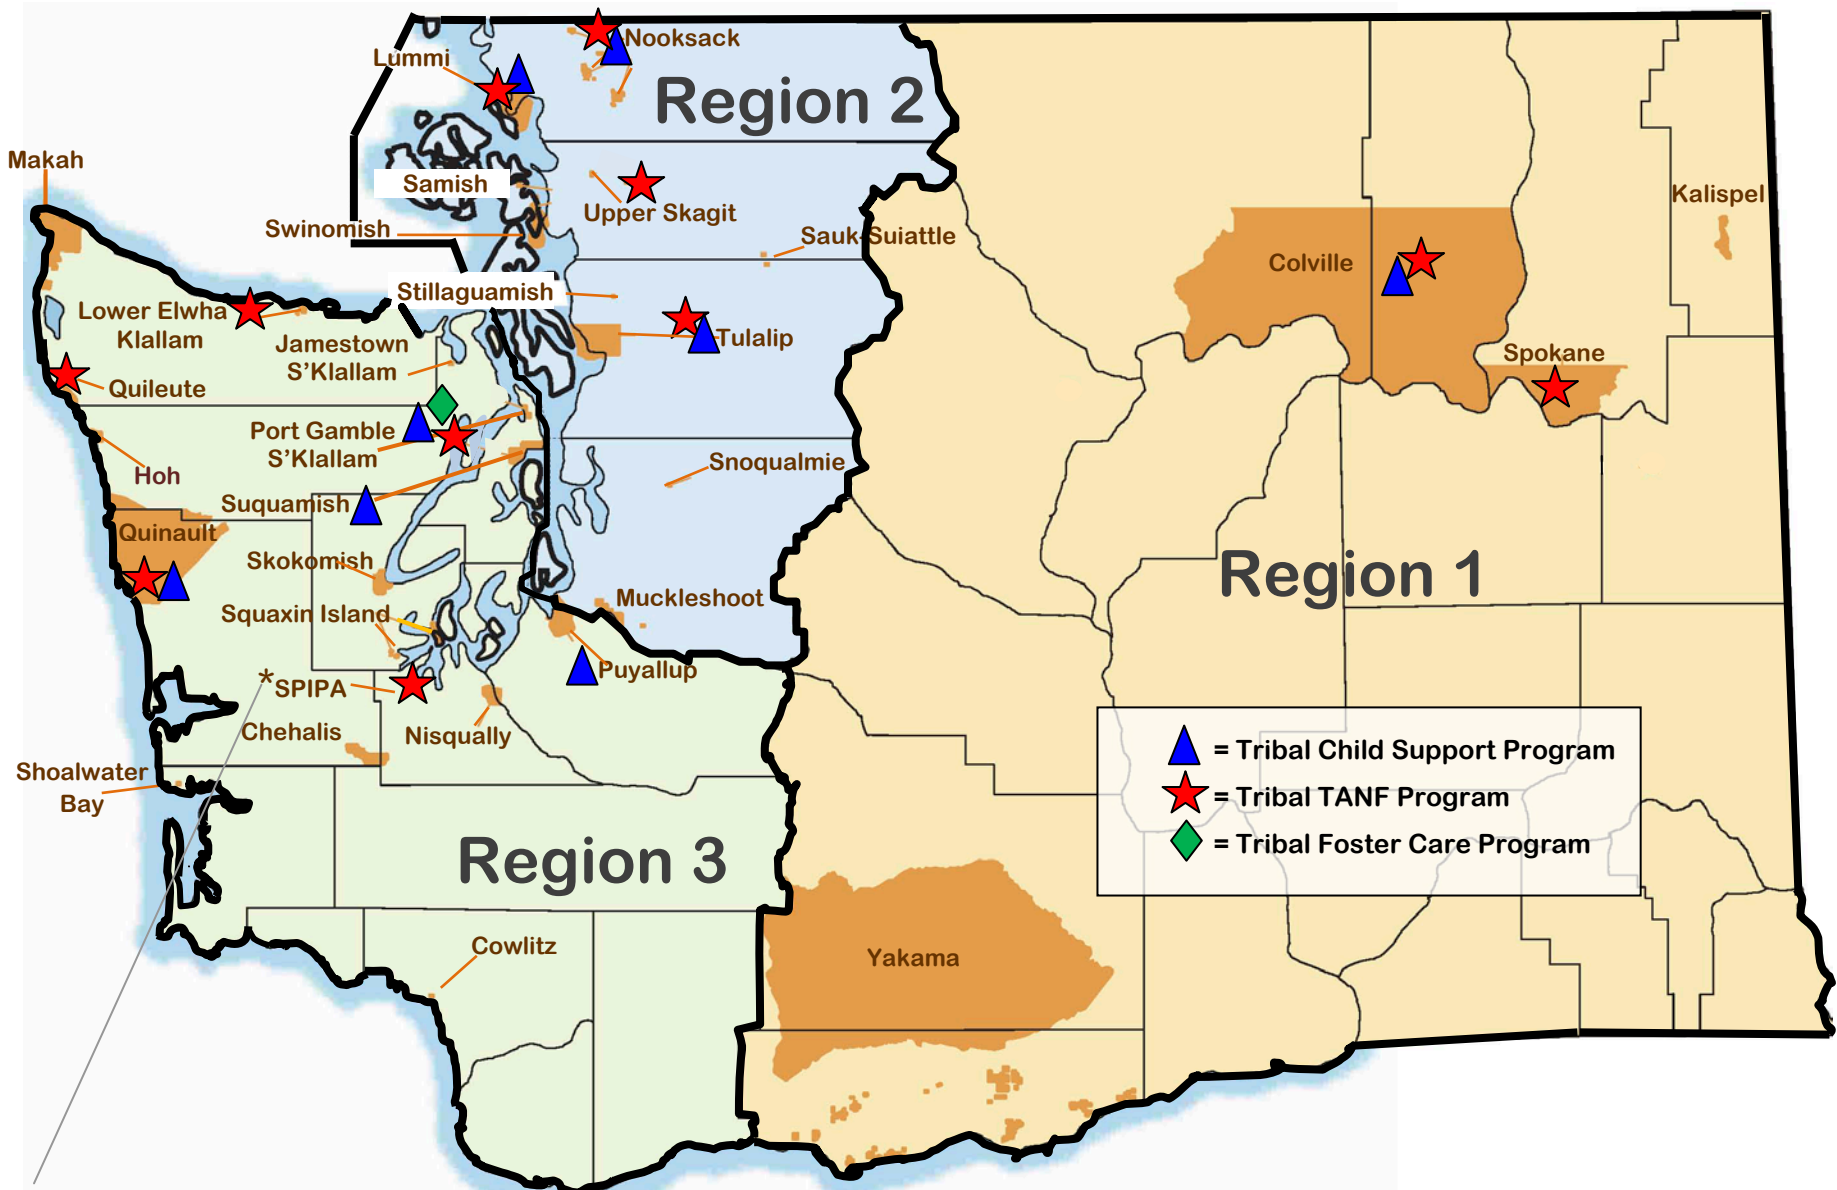 Nooksack
Lummi
Region 2
Makah
Samish
Kalispel
Upper Skagit
Swinomish
Sauk-Suiattle
Colville
Stillaguamish
Lower Elwha
Klallam
Jamestown
S'Klallam
Tulalip
Spokane
Quileute
Port Gamble
S'Klallam
Snoqualmie
Hoh
Suquamish
Quinault
Skokomish
Region 1
Squaxin Island
Muckleshoot
Puyallup
*SPIPA
Chehalis
Nisqually
Shoalwater
Bay
= Tribal Child Support Program
= Tribal TANF Program
= Tribal Foster Care Program
Region 3
Cowlitz
Yakama